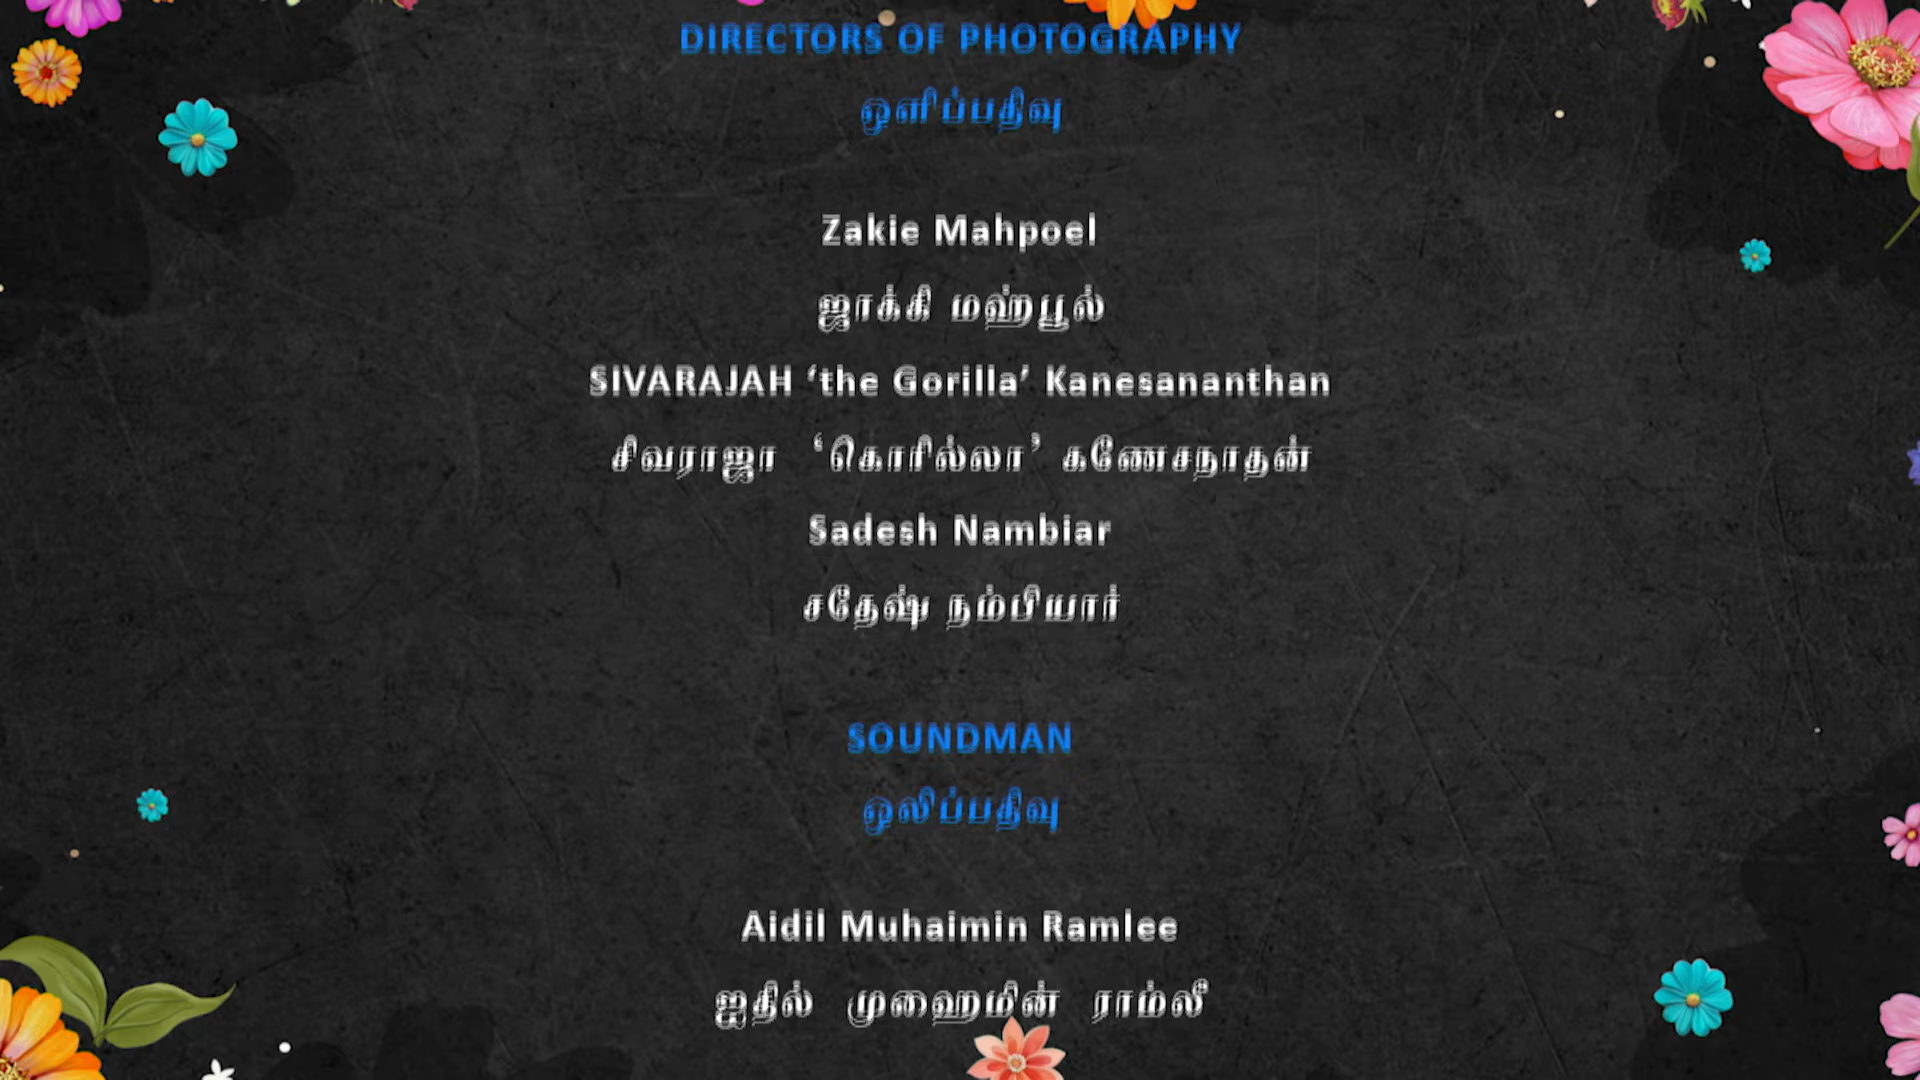 DIRECTORS OF PHOTOGRAPHY
ஒளிப்பதிவு
Zakie Mahpoel
ஜாக்கி மஹ்பூல்
SIVARAJAH ‘the Gorilla’ Kanesananthan
சிவராஜா ‘கொரில்லா’ கணேசநாதன்
Sadesh Nambiar
சதேஷ் நம்பியார்
SOUNDMAN
ஒலிப்பதிவு
Aidil Muhaimin Ramlee
ஐதில் முஹைமின் ராம்லீ